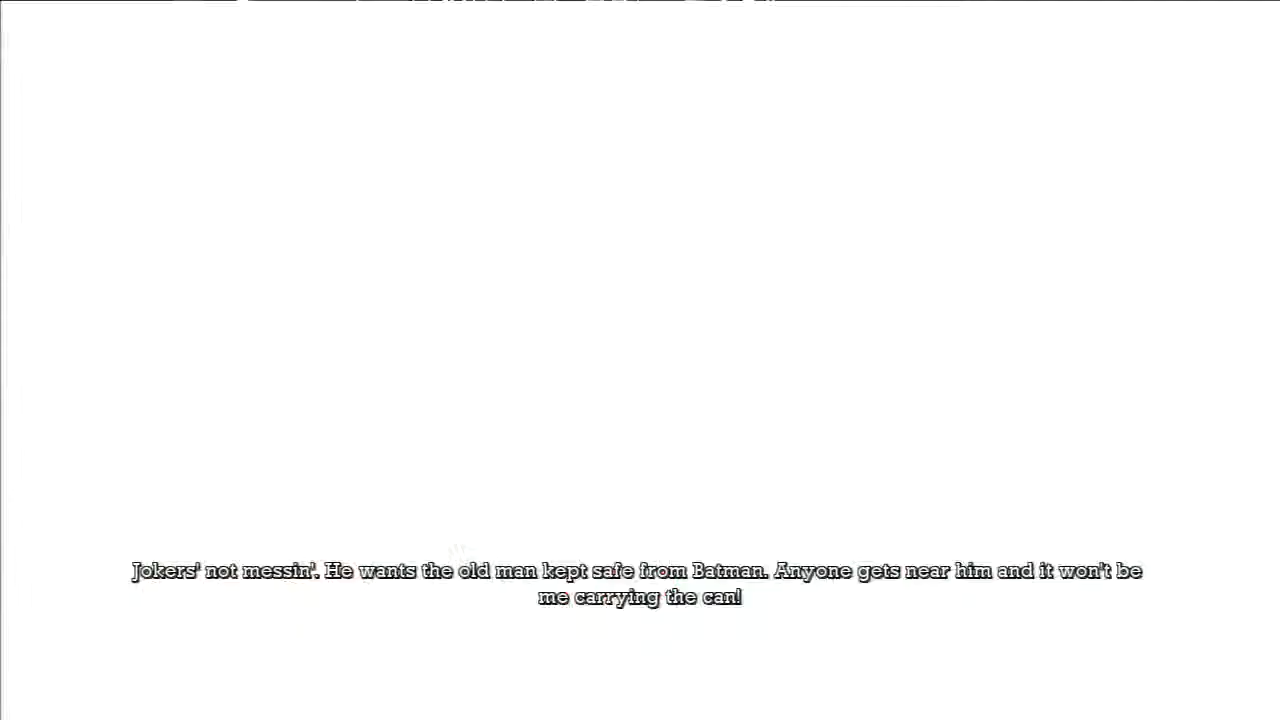 Jokers' not messin'. He wants the old man kept safe from Batman. Anyone gets near him and it won't be
me carrying the can!